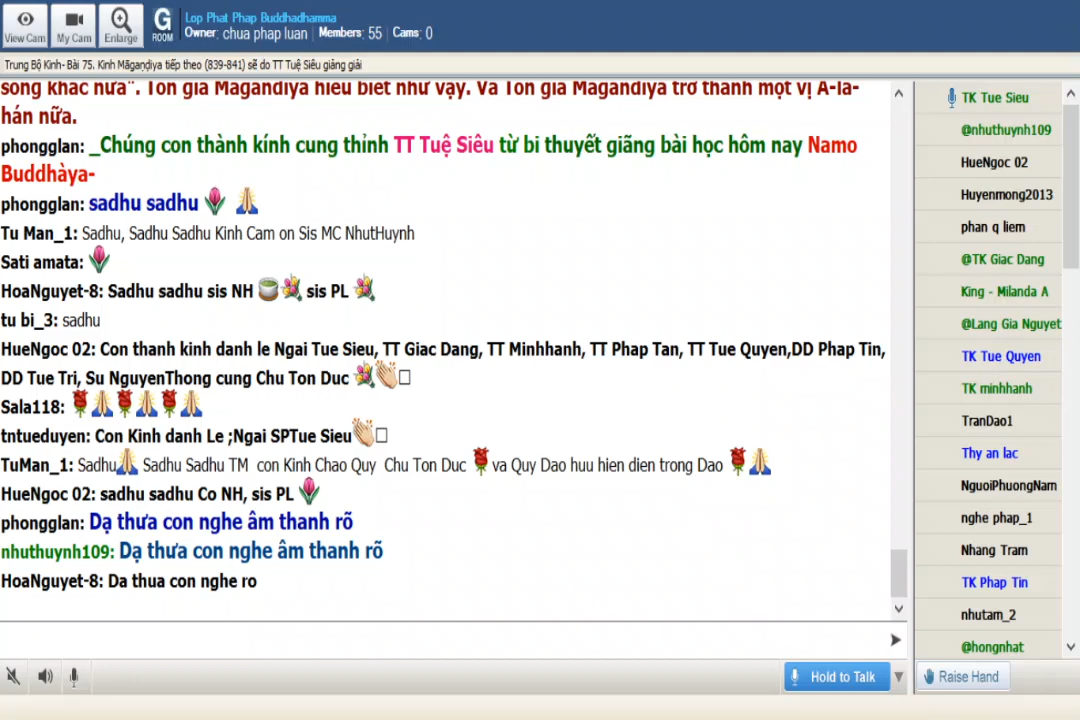 View Cam
My Cam
Enlarge
G
ROOM
Lop Phat Phap Buddhadhamma
Owner: chua phap luan Members: 55 Cams: 0
Trung Bộ Kinh- Bài 75. Kinh Māgaṇḍiya tiếp theo (839-841) sẽ do TT Tuệ Siêu giảng giải
sống khác nữa". Tôn giả Magandiya hiểu biết như vậy. Và Tôn giả Magandiya trở thành một vị A-la-
hán nữa.
phongglan: _Chúng con thành kính cung thỉnh TT Tuệ Siêu từ bi thuyết giãng bài học hôm nay Namo
Buddhàya-
phongglan: sadhu sadhu
Tu Man_1: Sadhu, Sadhu Sadhu Kinh Cam on Sis MC NhutHuynh
Sati amata:
HoaNguyet-8: Sadhu sadhu sis NH sis PL
tu bi_3: sadhu
HueNgoc 02: Con thanh kinh danh le Ngai Tue Sieu, TT Giac Dang, TT Minhhanh, TT Phap Tan, TT Tue Quyen,DD Phap Tin,
DD Tue Tri, Su NguyenThong cung Chu Ton Duc
Sala118:
tntueduyen: Con Kinh danh Le ;Ngai SPTue Sieu
TuMan_1: Sadhu Sadhu Sadhu TM con Kinh Chao Quy Chu Ton Duc va Quy Dao huu hien dien trong Dao
HueNgoc 02: sadhu sadhu Co NH, sis PL
phongglan: Dạ thưa con nghe âm thanh rõ
nhuthuynh109: Dạ thưa con nghe âm thanh rõ
HoaNguyet-8: Da thua con nghe ro
Hold to Talk
TK Tue Sieu
@nhuthuynh109
HueNgoc 02
Huyenmong2013
phan q liem
@TK Giac Dang
King - Milanda A
@Lang Gia Nguyet
TK Tue Quyen
TK minhhanh
TranDao1
Thy an lac
NguoiPhuongNam
nghe phap_1
Nhang Tram
TK Phap Tin
nhutam_2
@hongnhat
Raise Hand